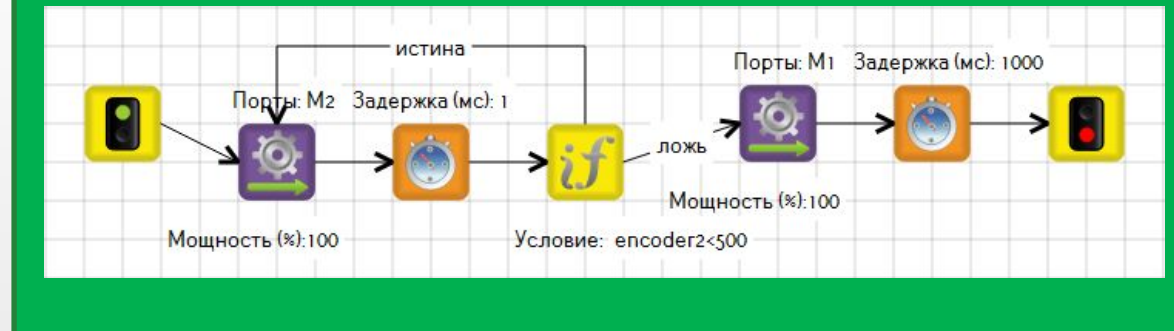 истина
Порты: M1 Задержка (мс): 1000
Порты: M2 Задержка (мс): 1
if
ложь
Мощность (%):100
Мощность (%):100
Условие: encoder2<500